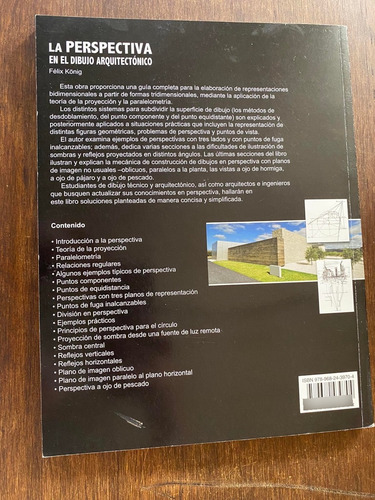 LA PERSPECTIVA
EN EL DIBUJO ARQUITECTÓNICO
Félix König
Esta obra proporciona una guía completa para la elaboración de representaciones
bidimensionales a partir de formas tridimensionales, mediante la aplicación de la
teoría de la proyección y la paralelometría.
Los distintos sistemas para subdividir la superficie de dibujo (los métodos de
desdoblamiento, del punto componente y del punto equidistante) son explicados y
posteriormente aplicados a situaciones prácticas que incluyen la representación de
distintas figuras geométricas, problemas de perspectiva y puntos de vista.
El autor examina ejemplos de perspectivas con tres lados y con puntos de fuga
inalcanzables; además, dedica varias secciones a las dificultades de ilustración de
sombras y reflejos proyectados en distintos ángulos. Las últimas secciones del libro
ilustran y explican la mecánica de construcción de dibujos en perspectiva con planos
de imagen no usuales –oblicuos, paralelos a la planta, las vistas a ojo de hormiga,
a ojo de pájaro y a ojo de pescado.
Estudiantes de dibujo técnico y arquitectónico, así como arquitectos e ingenieros
que busquen actualizar sus conocimientos en perspectiva, hallarán en
este libro soluciones planteadas de manera concisa y simplificada.
Contenido
• Introducción a la perspectiva
• Teoría de la proyección
• Paralelometría
• Relaciones regulares
• Algunos ejemplos típicos de perspectiva
• Puntos componentes
• Puntos de equidistancia
• Perspectivas con tres planos de representación
• Puntos de fuga inalcanzables
• División en perspectiva
• Ejemplos prácticos
• Principios de perspectiva para el círculo
• Proyección de sombra desde una fuente de luz remota
• Sombra central
• Reflejos verticales
• Reflejos horizontales
• Plano de imagen oblicuo
• Plano de imagen paralelo al plano horizontal
• Perspectiva a ojo de pescado
ISBN 978-968-24-3970-4